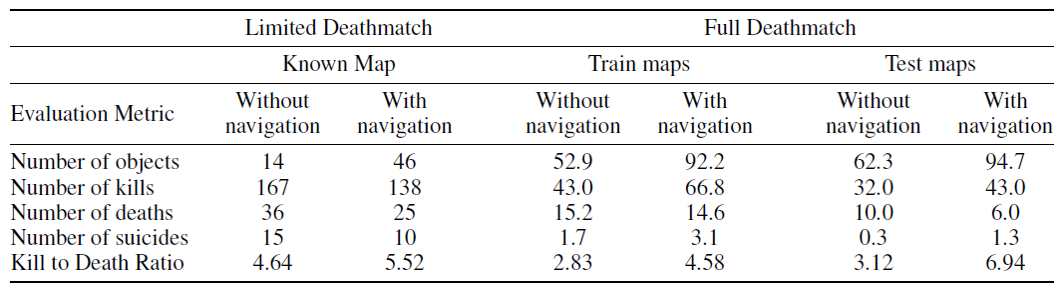 Limited Deathmatch Full Deathmatch
Known Map Train maps Test maps
Evaluation Metric Without navigation With navigation Without navigation With navigation Without navigation With navigation
Number of objects 14 46 52.9 92.2 62.3 94.7
Number of kills 167 138 43.0 66.8 32.0 43.0
Number of deaths 36 25 15.2 14.6 10.0 6.0
Number of suicides 15 10 1.7 3.1 0.3 1.3
Kill to Death Ratio 4.64 5.52 2.83 4.58 3.12 6.94